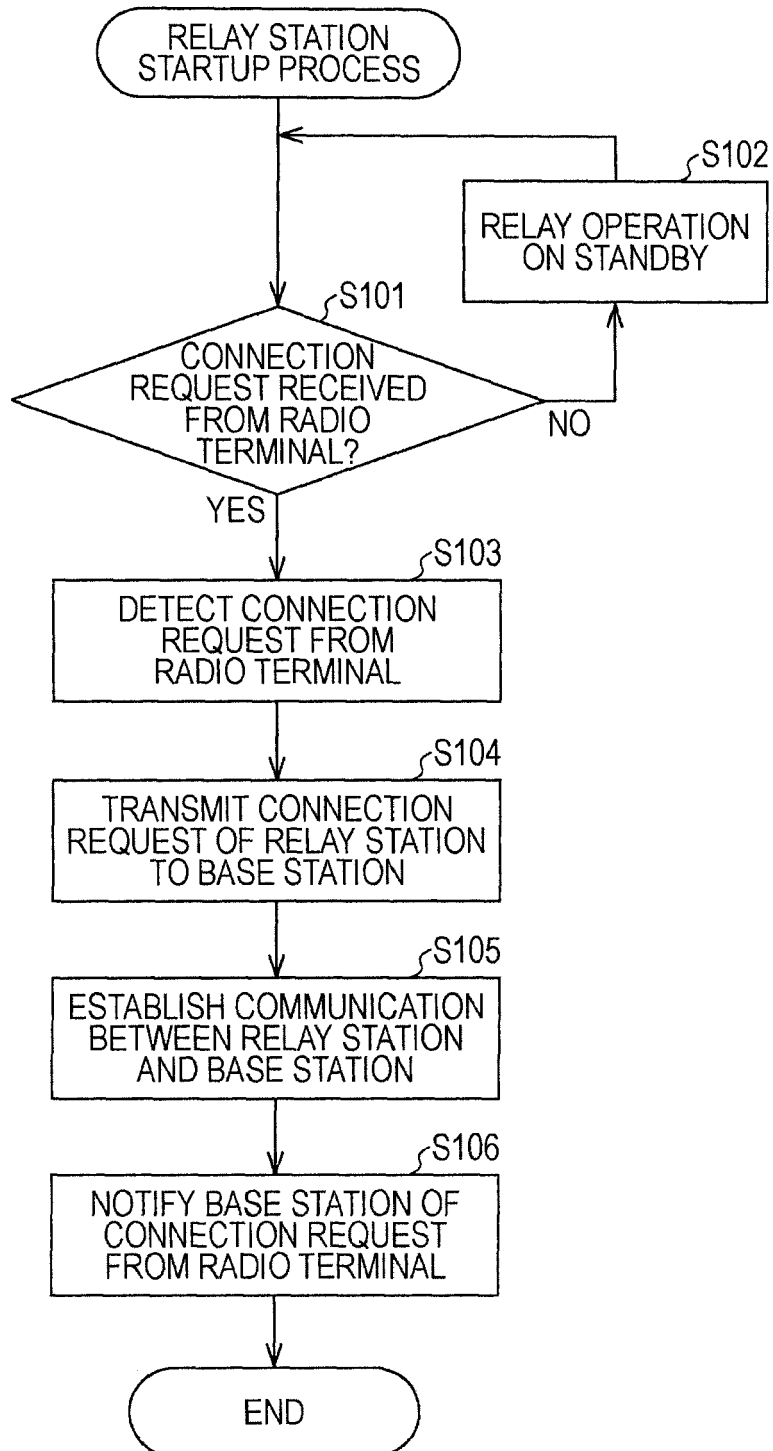 RELAY STATION
STARTUP PROCESS
S102
RELAY OPERATION
ON STANDBY
S101
CONNECTION
REQUEST RECEIVED
FROM RADIO
TERMINAL?
NO
YES
S103
DETECT CONNECTION
REQUEST FROM
RADIO TERMINAL
S104
TRANSMIT CONNECTION
REQUEST OF RELAY STATION
TO BASE STATION
S105
ESTABLISH COMMUNICATION
BETWEEN RELAY STATION
AND BASE STATION
S106
NOTIFY BASE STATION OF
CONNECTION REQUEST
FROM RADIO TERMINAL
END